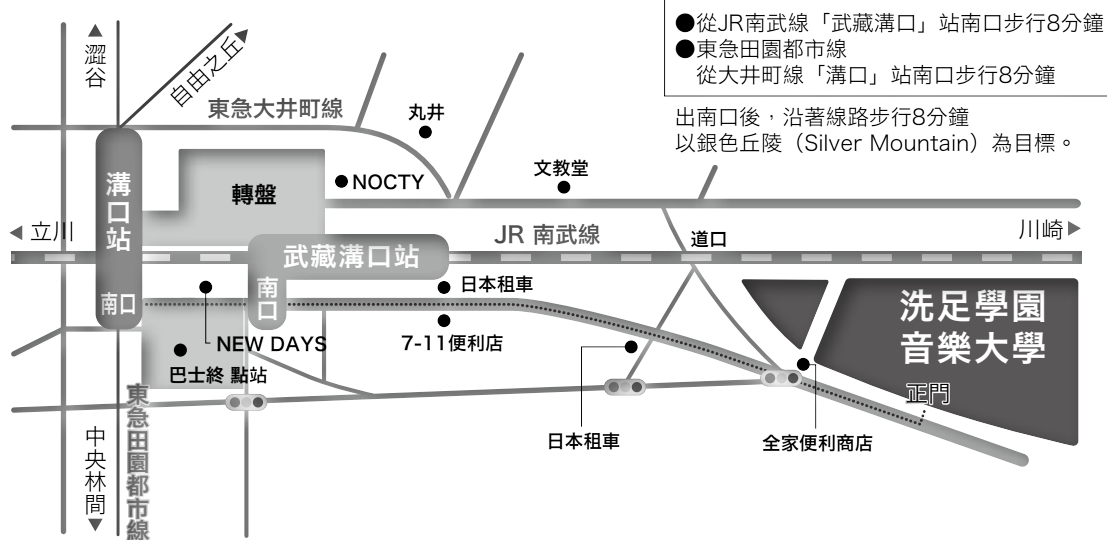 ●從JR南武線「武藏溝口」站南口步行8分鐘
●東急田園都市線
從大井町線「溝口」站南口步行8分鐘
出南口後，沿著線路步行8分鐘
以銀色丘陵（Silver Mountain）為目標。
▲澀谷
自由之丘▲
東急大井町線
丸井
●NOCTY
文教堂
轉盤
溝口站
南口
◀立川
武藏溝口站
南口
JR 南武線
道口
川崎▶
日本租車
NEW DAYS
7-11便利店
巴士終 點站
洗足學園
音樂大學
正門
日本租車
全家便利商店
東急田園都市線
中央林間▼